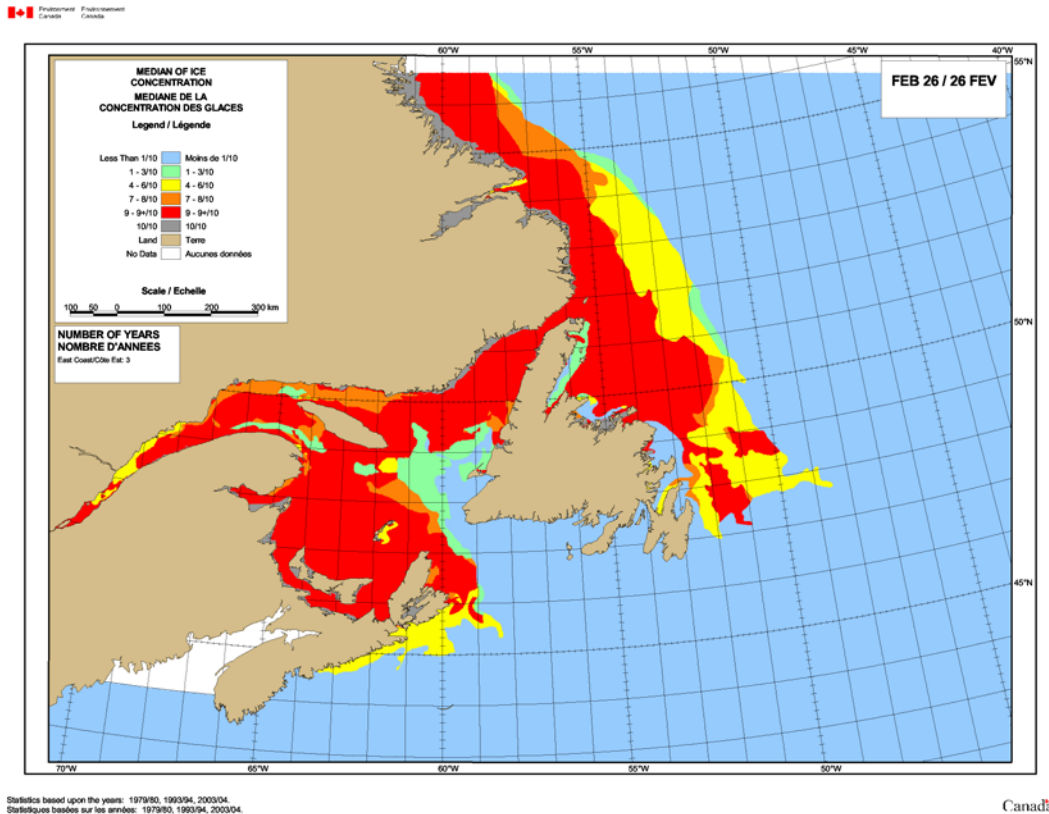 Environment Environnement
Canada Canada
60°W 55°W 50°W 45°W 40°W
55°N
MEDIAN OF ICE
CONCENTRATION
MEDIANE DE LA
CONCENTRATION DES GLACES
Legend / Légende
Less Than 1/10 Moins de 1/10
1 - 3/10 1 - 3/10
4 - 6/10 4 - 6/10
7 - 8/10 7 - 8/10
9 - 9+/10 9 - 9+/10
10/10 10/10
Land Terre
No Data Aucunes données
Scale / Echelle
100 50 0 100 200 300 km
FEB 26 / 26 FEV
NUMBER OF YEARS
NOMBRE D'ANNEES
East Coast/Côte Est: 3
50°N
45°N
70°W 65°W 60°W 55°W 50°W
Statistics based upon the years: 1979/80, 1993/94, 2003/04.
Statistiques basées sur les années: 1979/80, 1993/94, 2003/04.
Canada